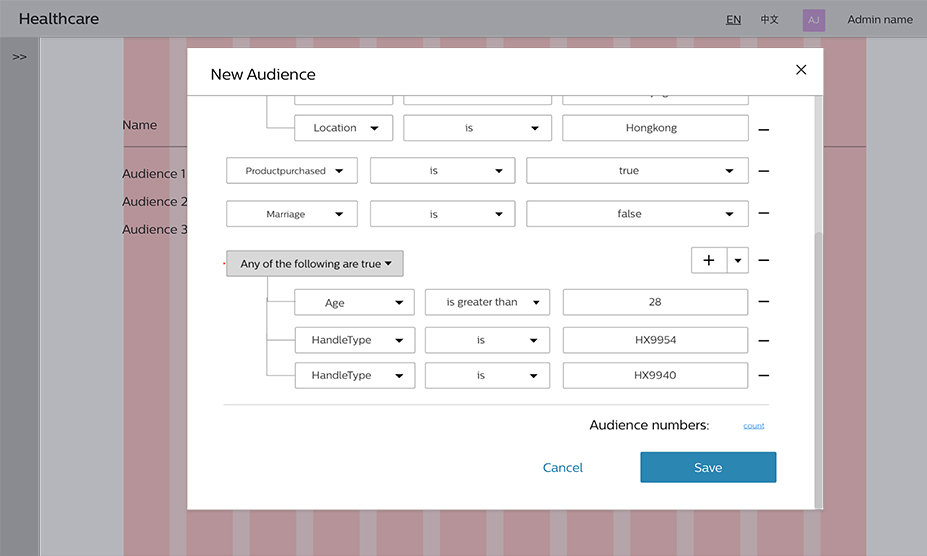 Healthcare
EN 中文 AJ Admin name
>>
New Audience
Name
Location is Hongkong
Productpurchased is true
Audience 1
Audience 2
Marriage is false
Audience 3
Any of the following are true
Age is greater than 28
HandleType is HX9954
HandleType is HX9940
Audience numbers: count
Cancel Save